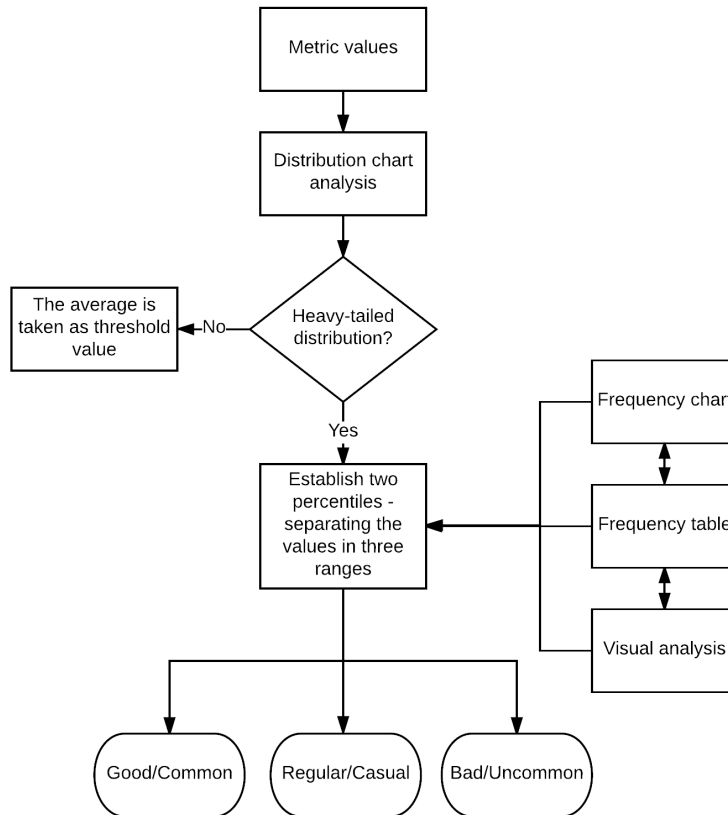 Metric values
Distribution chart
analysis
Heavy-tailed
distribution?
No
The average is
taken as threshold
value
Yes
Establish two
percentiles -
separating the
values in three
ranges
Frequency chart
Frequency table
Visual analysis
Good/Common
Regular/Casual
Bad/Uncommon